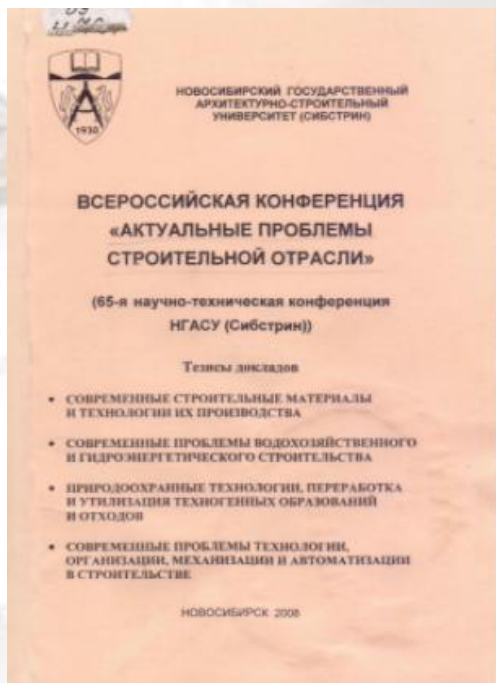 НОВОСИБИРСКИЙ ГОСУДАРСТВЕННЫЙ
АРХИТЕКТУРНО-СТРОИТЕЛЬНЫЙ
УНИВЕРСИТЕТ (СИБСТРИН)
1930
ВСЕРОССИЙСКАЯ КОНФЕРЕНЦИЯ
«АКТУАЛЬНЫЕ ПРОБЛЕМЫ
СТРОИТЕЛЬНОЙ ОТРАСЛИ»
(65-я научно-техническая конференция
НГАСУ (Сибстрин))
Тезисы докладов
• СОВРЕМЕННЫЕ СТРОИТЕЛЬНЫЕ МАТЕРИАЛЫ
И ТЕХНОЛОГИИ ИХ ПРОИЗВОДСТВА
• СОВРЕМЕННЫЕ ПРОБЛЕМЫ ВОДОХОЗЯЙСТВЕННОГО
И ГИДРОЭНЕРГЕТИЧЕСКОГО СТРОИТЕЛЬСТВА
• ПРИРОДООХРАННЫЕ ТЕХНОЛОГИИ, ПЕРЕРАБОТКА
И УТИЛИЗАЦИЯ ТЕХНОГЕННЫХ ОБРАЗОВАНИЙ
И ОТХОДОВ
• СОВРЕМЕННЫЕ ПРОБЛЕМЫ ТЕХНОЛОГИИ,
ОРГАНИЗАЦИИ, МЕХАНИЗАЦИИ И АВТОМАТИЗАЦИИ
В СТРОИТЕЛЬСТВЕ
НОВОСИБИРСК 2008